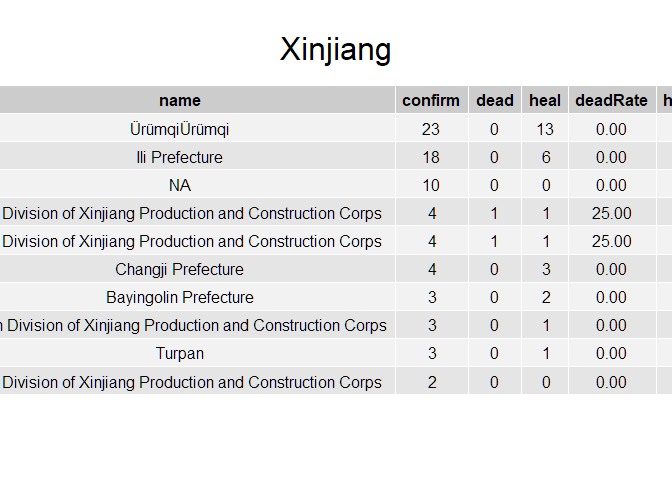 Xinjiang
name confirm dead heal deadRate h
ÜrümqiÜrümqi 23 0 13 0.00
Ili Prefecture 18 6 0 0.00
NA 10 0 0 0.00
Division of Xinjiang Production and Construction Corps 4 1 1 25.00
Division of Xinjiang Production and Construction Corps 4 1 1 25.00
Changji Prefecture 4 0 3 0.00
Bayingolin Prefecture 3 0 2 0.00
n Division of Xinjiang Production and Construction Corps 3 0 1 0.00
Turpan 3 0 1 0.00
Division of Xinjiang Production and Construction Corps 2 0 0 0.00